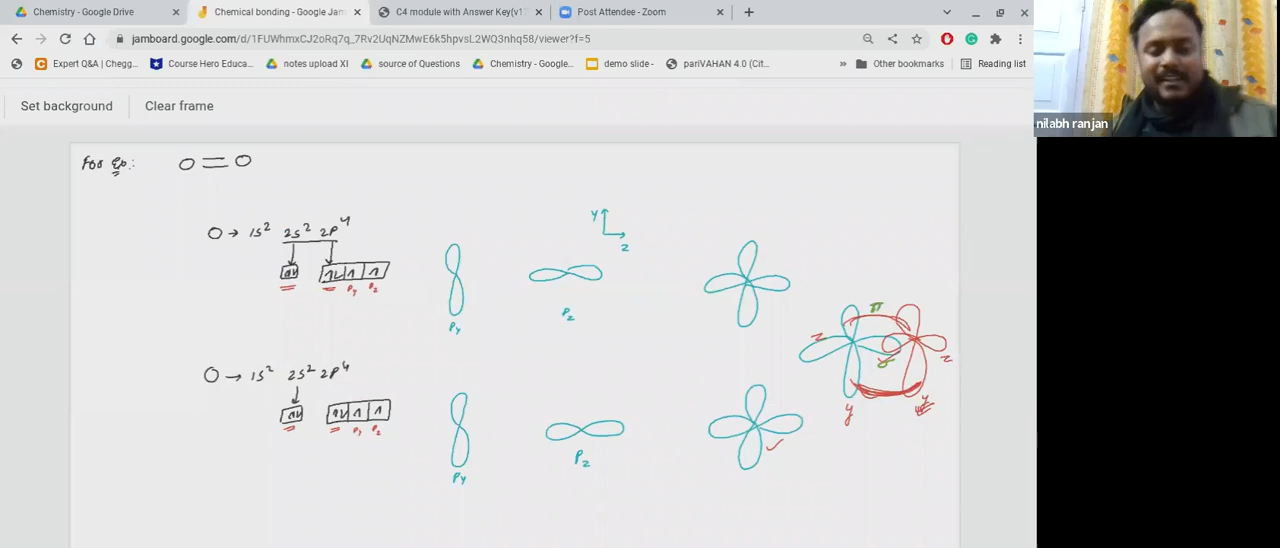 Chemistry - Google Drive
Chemical bonding - Google Jam
C4 module with Answer Key(v1
Post Attendee - Zoom
jamboard.google.com/d/1FUWhmxCJ2oRq7q_7Rv2UqNZMwE6k5hpvsL2WQ3nhq58/viewer?f=5
Expert Q&A | Chegg...
Course Hero Educa...
notes upload XI
source of Questions
Chemistry - Google...
demo slide -
pariVAHAN 4.0 (Cit...
»
Other bookmarks
Reading list
Set background
Clear frame
nilabh ranjan
For Ex:
O = O
O → 1s² 2s² 2p⁴
Py Pz
Y
Z
Py
Pz
π
z
σ
z
y
y
O → 1s² 2s² 2p⁴
Py Pz
Py
Pz